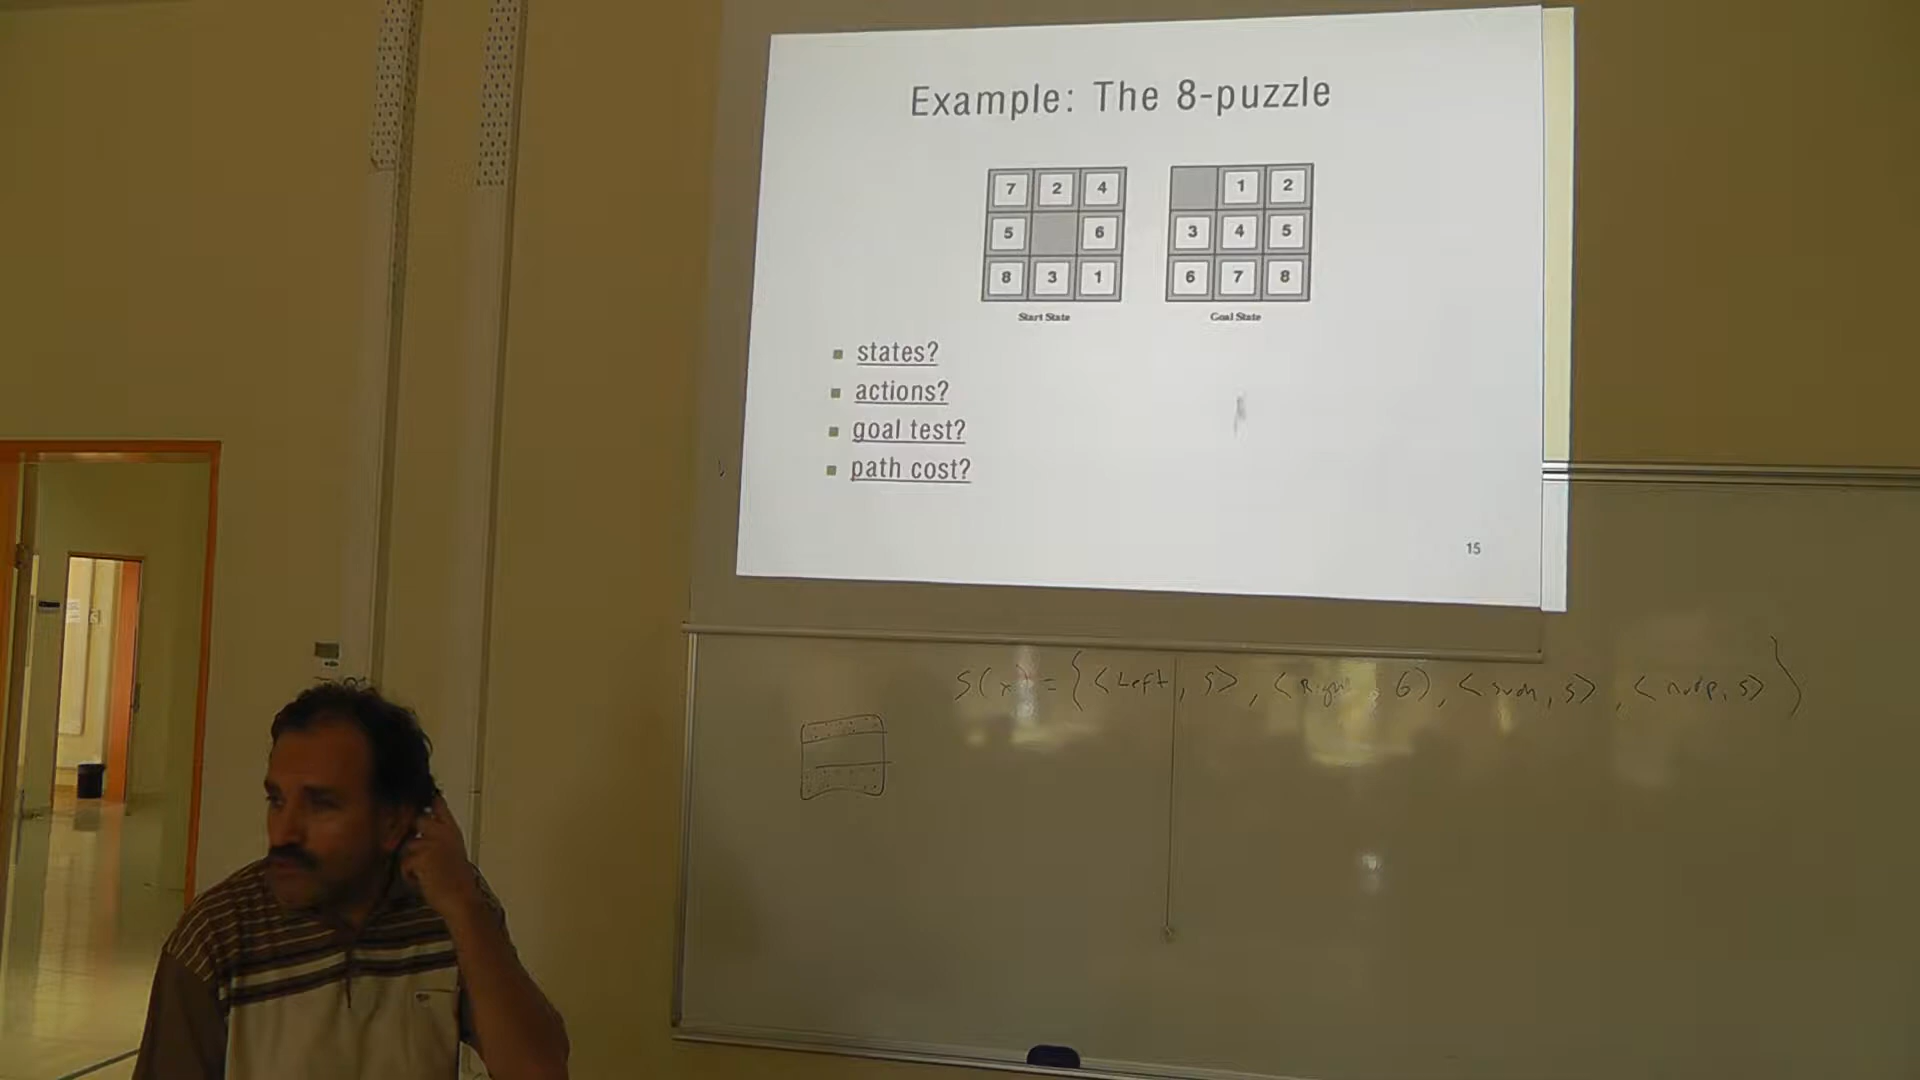 Example: The 8-puzzle
7 2 4
5 6
8 3 1
Start State
1 2
3 4 5
6 7 8
Goal State
states?
actions?
goal test?
path cost?
15
S(x) = {<Left, 5>, <Right, 6>, < , 5>, < , 5>}